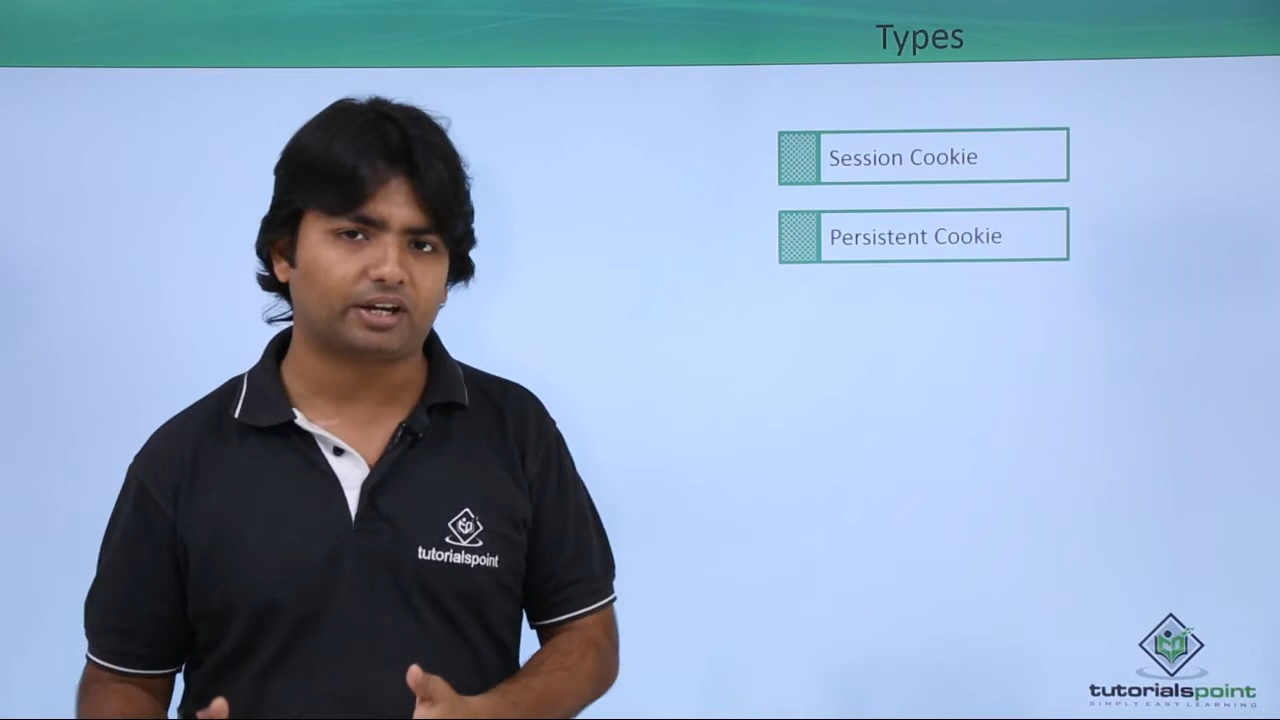 Types
Session Cookie
Persistent Cookie
tutorialspoint
tutorialspoint
SIMPLY EASY LEARNING